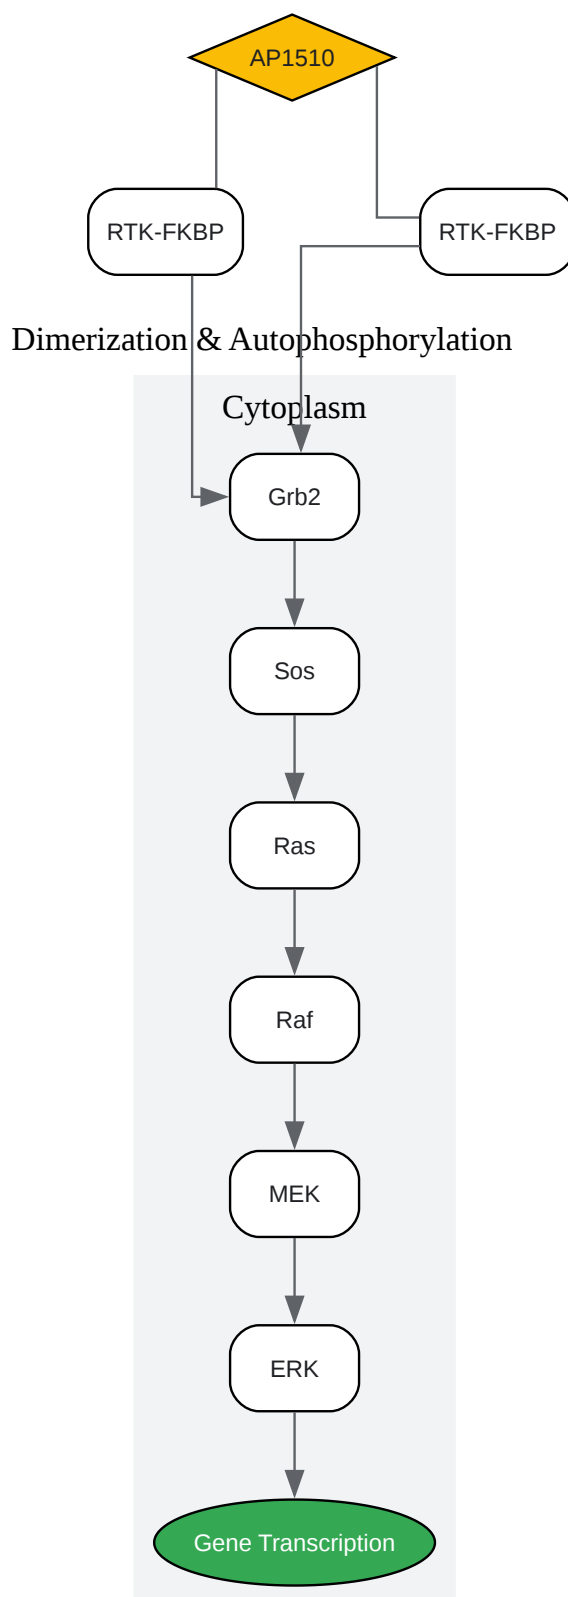 AP1510
RTK-FKBP
RTK-FKBP
Dimerization & Autophosphorylation
Cytoplasm
Grb2
Sos
Ras
Raf
MEK
ERK
Gene Transcription